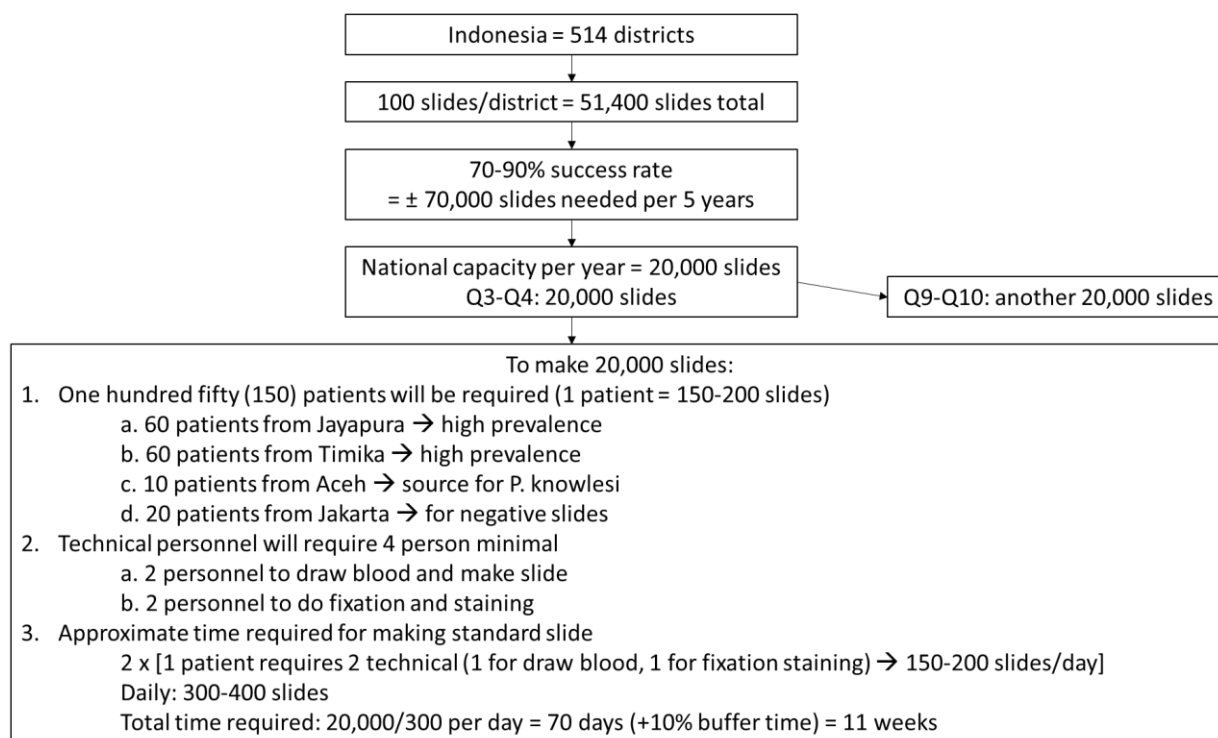 Indonesia = 514 districts
100 slides/district = 51,400 slides total
70-90% success rate
= ± 70,000 slides needed per 5 years
National capacity per year = 20,000 slides
Q3-Q4: 20,000 slides
Q9-Q10: another 20,000 slides
To make 20,000 slides:
1. One hundred fifty (150) patients will be required (1 patient = 150-200 slides)
a. 60 patients from Jayapura → high prevalence
b. 60 patients from Timika → high prevalence
c. 10 patients from Aceh → source for P. knowlesi
d. 20 patients from Jakarta → for negative slides
2. Technical personnel will require 4 person minimal
a. 2 personnel to draw blood and make slide
b. 2 personnel to do fixation and staining
3. Approximate time required for making standard slide
2 x [1 patient requires 2 technical (1 for draw blood, 1 for fixation staining) → 150-200 slides/day]
Daily: 300-400 slides
Total time required: 20,000/300 per day = 70 days (+10% buffer time) = 11 weeks